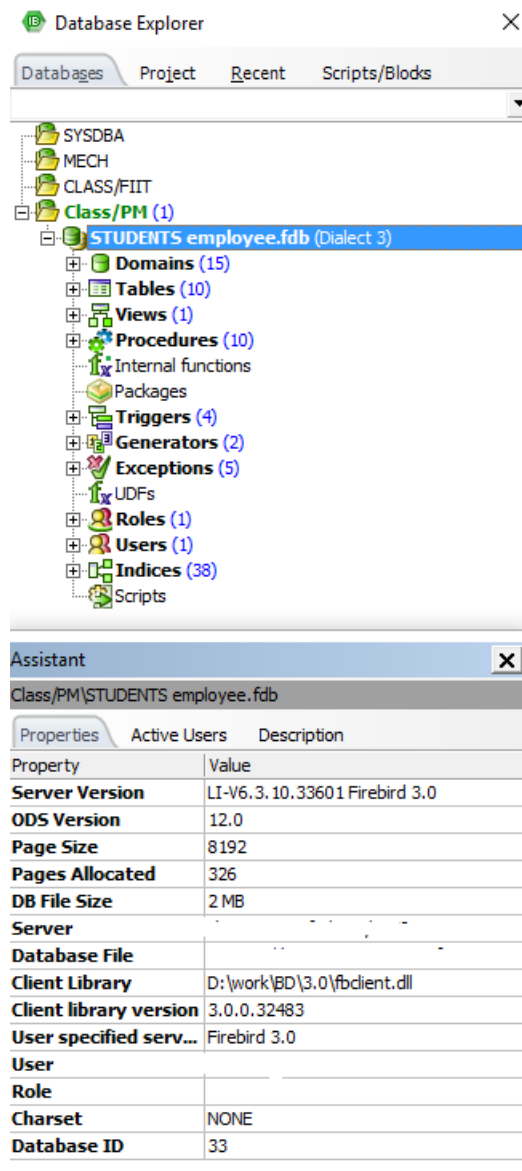 Database Explorer
Databases Project Recent Scripts/Blocks
SYSDBA
MECH
CLASS/FIIT
Class/PM (1)
STUDENTS employee.fdb (Dialect 3)
Domains (15)
Tables (10)
Views (1)
Procedures (10)
Internal functions
Packages
Triggers (4)
Generators (2)
Exceptions (5)
UDFs
Roles (1)
Users (1)
Indices (38)
Scripts
Assistant
Class/PM\STUDENTS employee.fdb
Properties Active Users Description
Property Value
Server Version LI-V6.3.10.33601 Firebird 3.0
ODS Version 12.0
Page Size 8192
Pages Allocated 326
DB File Size 2 MB
Server
Database File
Client Library D:\work\BD\3.0\fbclient.dll
Client library version 3.0.0.32483
User specified serv... Firebird 3.0
User
Role
Charset NONE
Database ID 33